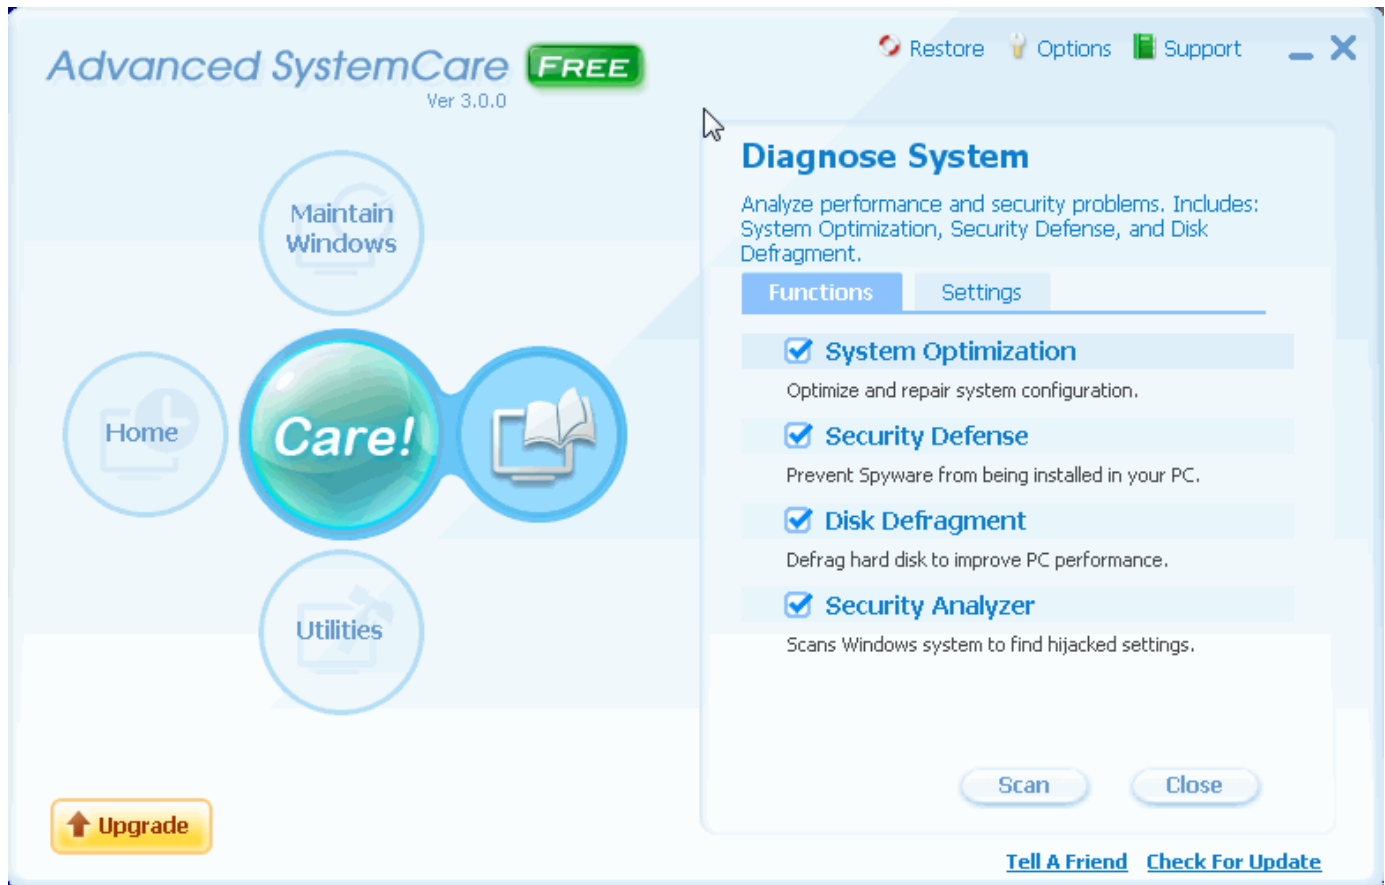 Advanced SystemCare FREE
Ver 3.0.0
Restore Options Support
Maintain
Windows
Home
Care!
Utilities
Upgrade
Diagnose System
Analyze performance and security problems. Includes:
System Optimization, Security Defense, and Disk
Defragment.
Functions Settings
System Optimization
Optimize and repair system configuration.
Security Defense
Prevent Spyware from being installed in your PC.
Disk Defragment
Defrag hard disk to improve PC performance.
Security Analyzer
Scans Windows system to find hijacked settings.
Scan Close
Tell A Friend Check For Update